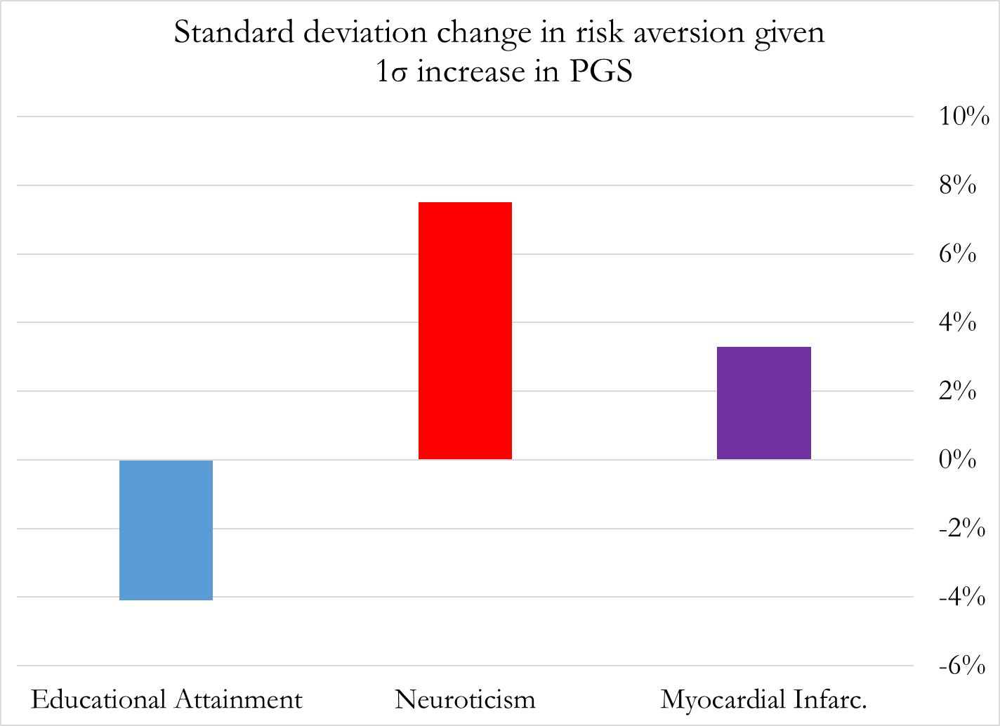 Standard deviation change in risk aversion given
1σ increase in PGS
10%
8%
6%
4%
2%
0%
-2%
-4%
-6%
Educational Attainment
Neuroticism
Myocardial Infarc.